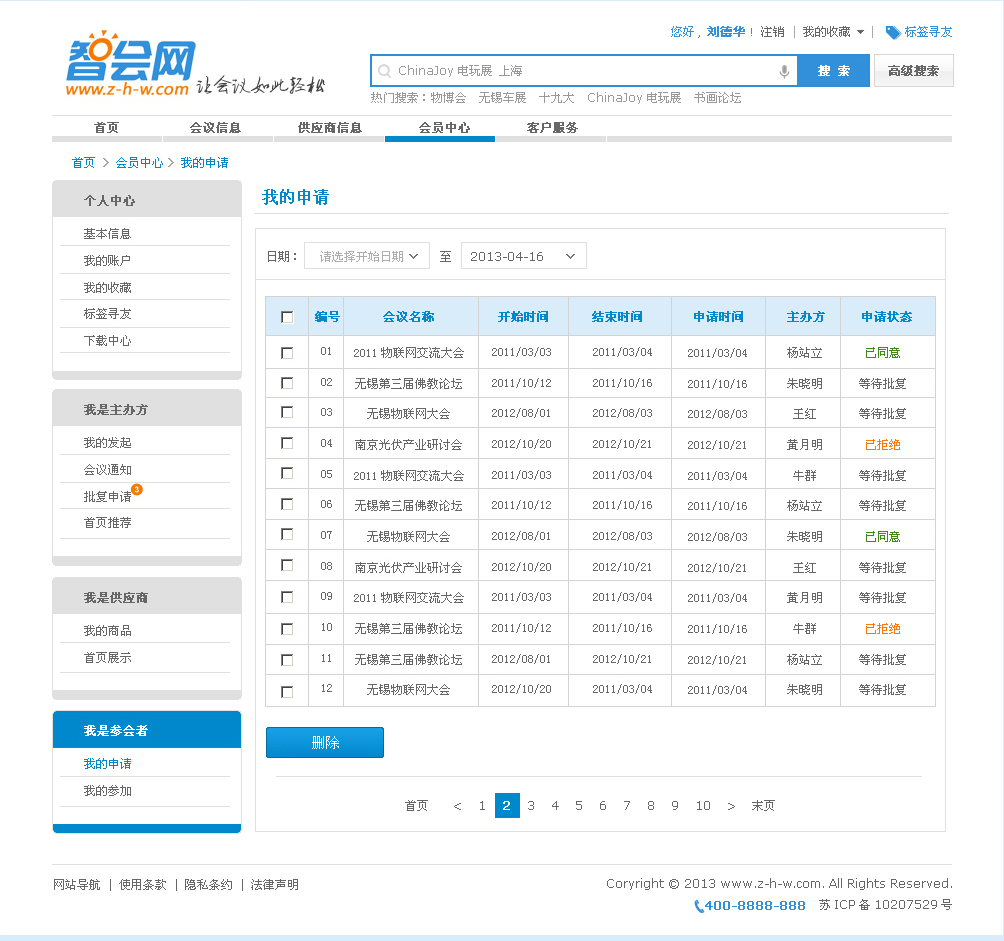 您好，刘德华！ 注销 | 我的收藏 | 标签寻友
智会网
www.z-h-w.com 让会议如此轻松
ChinaJoy 电玩展 上海 搜 索 高级搜索
热门搜索：物博会 无锡车展 十九大 ChinaJoy 电玩展 书画论坛
首页 会议信息 供应商信息 会员中心 客户服务
首页 > 会员中心 > 我的申请
个人中心
基本信息
我的账户
我的收藏
标签寻友
下载中心
我是主办方
我的发起
会议通知
批复申请 3
首页推荐
我是供应商
我的商品
首页展示
我是参会者
我的申请
我的参加
我的申请
日期： 请选择开始日期 至 2013-04-16
编号 会议名称 开始时间 结束时间 申请时间 主办方 申请状态
01 2011 物联网交流大会 2011/03/03 2011/03/04 2011/03/04 杨站立 已同意
02 无锡第三届佛教论坛 2011/10/12 2011/10/16 2011/10/16 朱晓明 等待批复
03 无锡物联网大会 2012/08/01 2012/08/03 2012/08/03 王红 等待批复
04 南京光伏产业研讨会 2012/10/20 2012/10/21 2012/10/21 黄月明 已拒绝
05 2011 物联网交流大会 2011/03/03 2011/03/04 2011/03/04 牛群 等待批复
06 无锡第三届佛教论坛 2011/10/12 2011/10/16 2011/10/16 杨站立 等待批复
07 无锡物联网大会 2012/08/01 2012/08/03 2012/08/03 朱晓明 已同意
08 南京光伏产业研讨会 2012/10/20 2012/10/21 2012/10/21 王红 等待批复
09 2011 物联网交流大会 2011/03/03 2011/03/04 2011/03/04 黄月明 等待批复
10 无锡第三届佛教论坛 2011/10/12 2011/10/16 2011/10/16 牛群 已拒绝
11 无锡第三届佛教论坛 2012/08/01 2012/10/21 2012/10/21 杨站立 等待批复
12 无锡物联网大会 2012/10/20 2011/03/04 2011/03/04 朱晓明 等待批复
删除
首页 < 1 2 3 4 5 6 7 8 9 10 > 末页
网站导航 | 使用条款 | 隐私条约 | 法律声明
Coryright © 2013 www.z-h-w.com. All Rights Reserved.
400-8888-888 苏 ICP 备 10207529 号